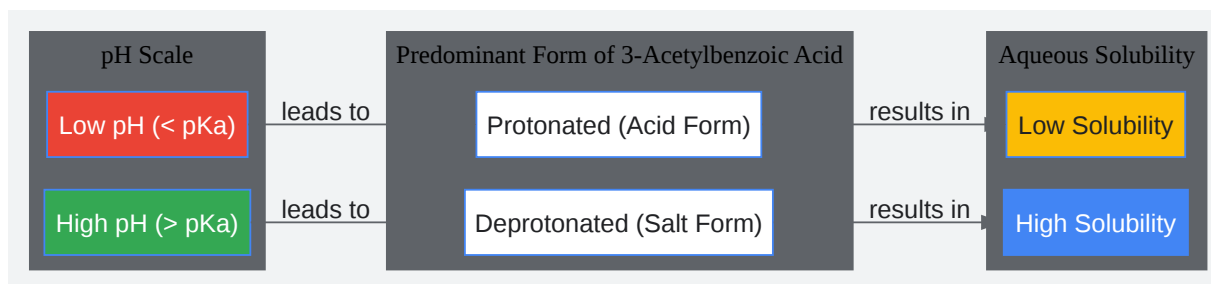 pH Scale
Predominant Form of 3-Acetylbenzoic Acid
Aqueous Solubility
Low pH (< pKa)
leads to
Protonated (Acid Form)
results in
Low Solubility
High pH (> pKa)
leads to
Deprotonated (Salt Form)
results in
High Solubility